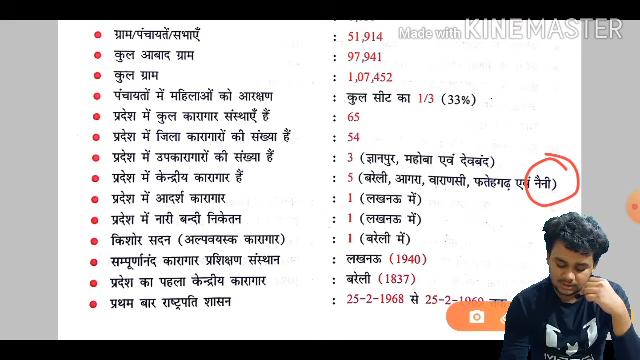 Made with KINEMASTER
ग्राम/पंचायतें/सभाएँ : 51,914
कुल आबाद ग्राम : 97,941
कुल ग्राम : 1,07,452
पंचायतों में महिलाओं को आरक्षण : कुल सीट का 1/3 (33%)
प्रदेश में कुल कारागार संस्थाएँ हैं : 65
प्रदेश में जिला कारागारों की संख्या हैं : 54
प्रदेश में उपकारागारों की संख्या हैं : 3 (ज्ञानपुर, महोबा एवं देवबंद)
प्रदेश में केन्द्रीय कारागार हैं : 5 (बरेली, आगरा, वाराणसी, फतेहगढ़ एवं नैनी)
प्रदेश में आदर्श कारागार : 1 (लखनऊ में)
प्रदेश में नारी बन्दी निकेतन : 1 (लखनऊ में)
किशोर सदन (अल्पवयस्क कारागार) : 1 (बरेली में)
सम्पूर्णानंद कारागार प्रशिक्षण संस्थान : लखनऊ (1940)
प्रदेश का पहला केन्द्रीय कारागार : बरेली (1837)
प्रथम बार राष्ट्रपति शासन : 25-2-1968 से 25-2-1969